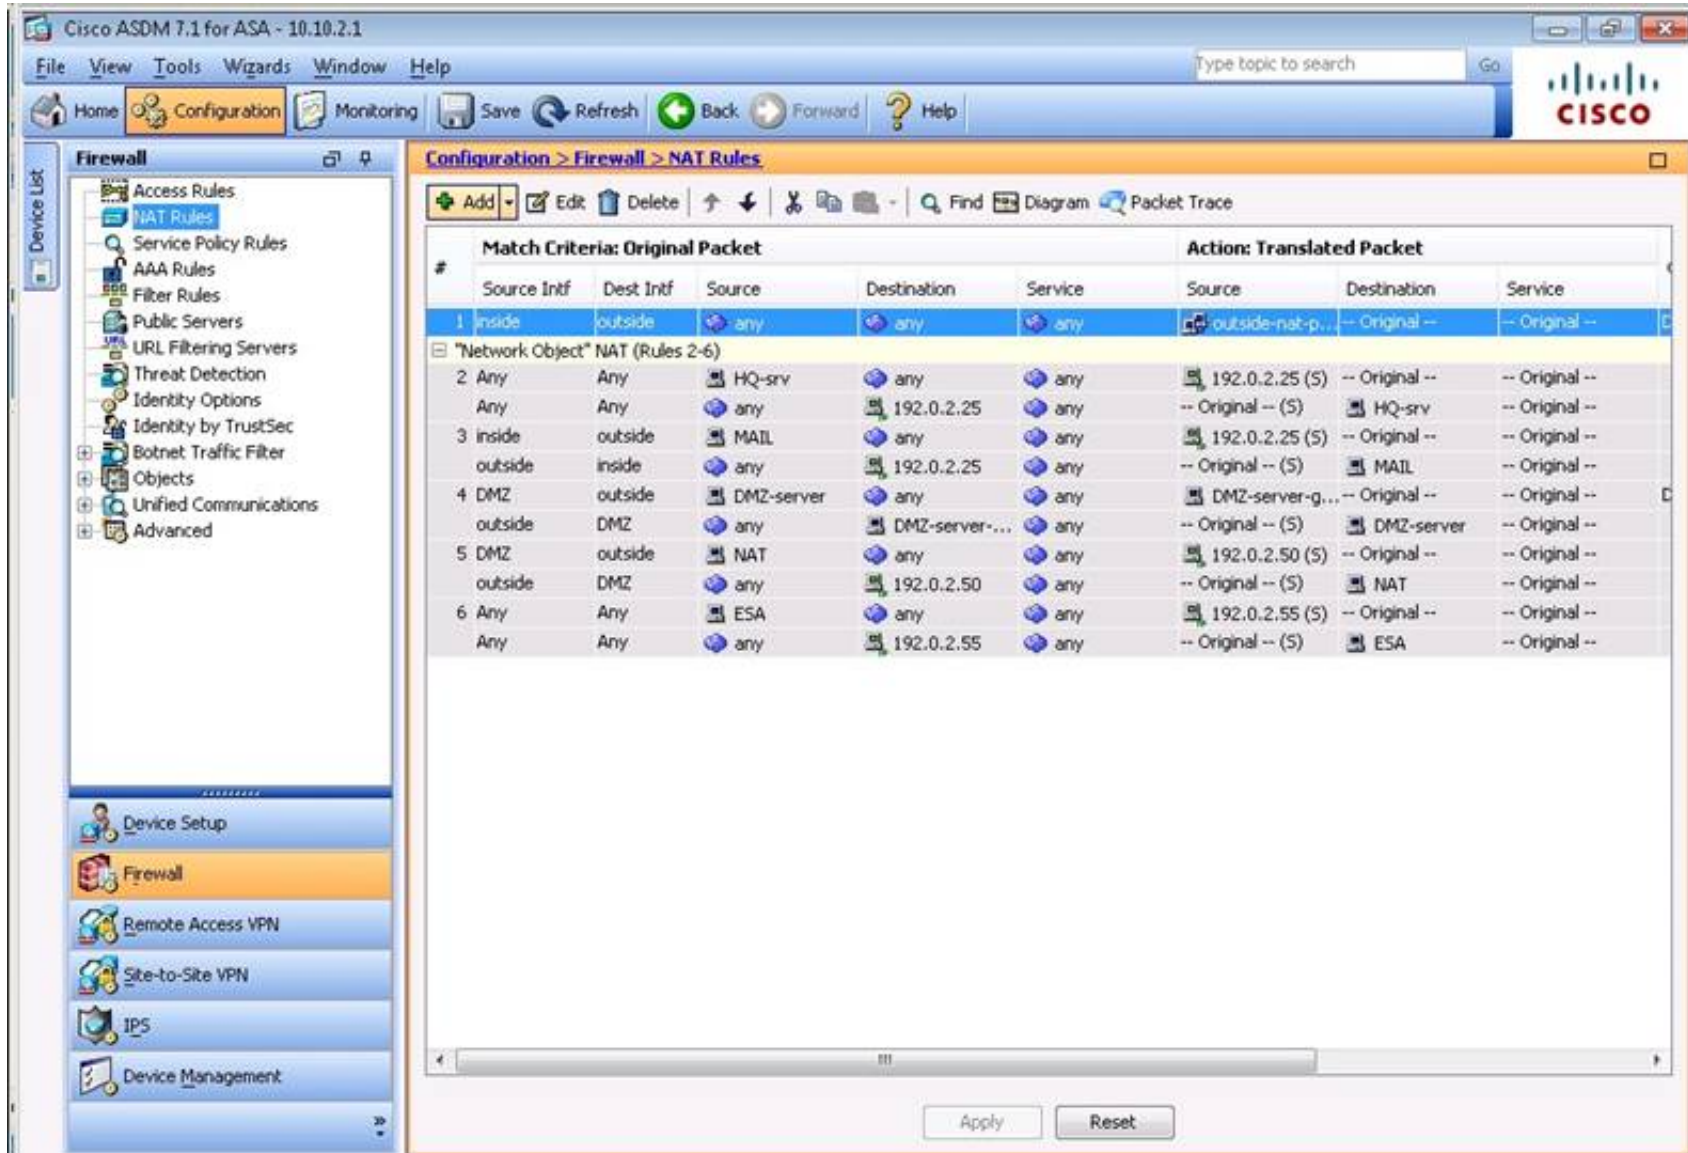 Cisco ASDM 7.1 for ASA - 10.10.2.1
File View Tools Wizards Window Help
Type topic to search Go
Home Configuration Monitoring Save Refresh Back Forward Help
CISCO
Device List
Firewall
Access Rules
NAT Rules
Service Policy Rules
AAA Rules
Filter Rules
Public Servers
URL Filtering Servers
Threat Detection
Identity Options
Identity by TrustSec
Botnet Traffic Filter
Objects
Unified Communications
Advanced
Device Setup
Firewall
Remote Access VPN
Site-to-Site VPN
IPS
Device Management
Configuration > Firewall > NAT Rules
Add Edit Delete Find Diagram Packet Trace
# Match Criteria: Original Packet Action: Translated Packet
Source Intf Dest Intf Source Destination Service Source Destination Service
1 inside outside any any any outside-nat-p... -- Original -- -- Original --
"Network Object" NAT (Rules 2-6)
2 Any Any HQ-srv any any 192.0.2.25 (S) -- Original -- -- Original --
Any Any any 192.0.2.25 any -- Original -- (S) HQ-srv -- Original --
3 inside outside MAIL any any 192.0.2.25 (S) -- Original -- -- Original --
outside inside any 192.0.2.25 any -- Original -- (S) MAIL -- Original --
4 DMZ outside DMZ-server any any DMZ-server-g... -- Original -- -- Original --
outside DMZ any DMZ-server-... any -- Original -- (S) DMZ-server -- Original --
5 DMZ outside NAT any any 192.0.2.50 (S) -- Original -- -- Original --
outside DMZ any 192.0.2.50 any -- Original -- (S) NAT -- Original --
6 Any Any ESA any any 192.0.2.55 (S) -- Original -- -- Original --
Any Any any 192.0.2.55 any -- Original -- (S) ESA -- Original --
Apply Reset